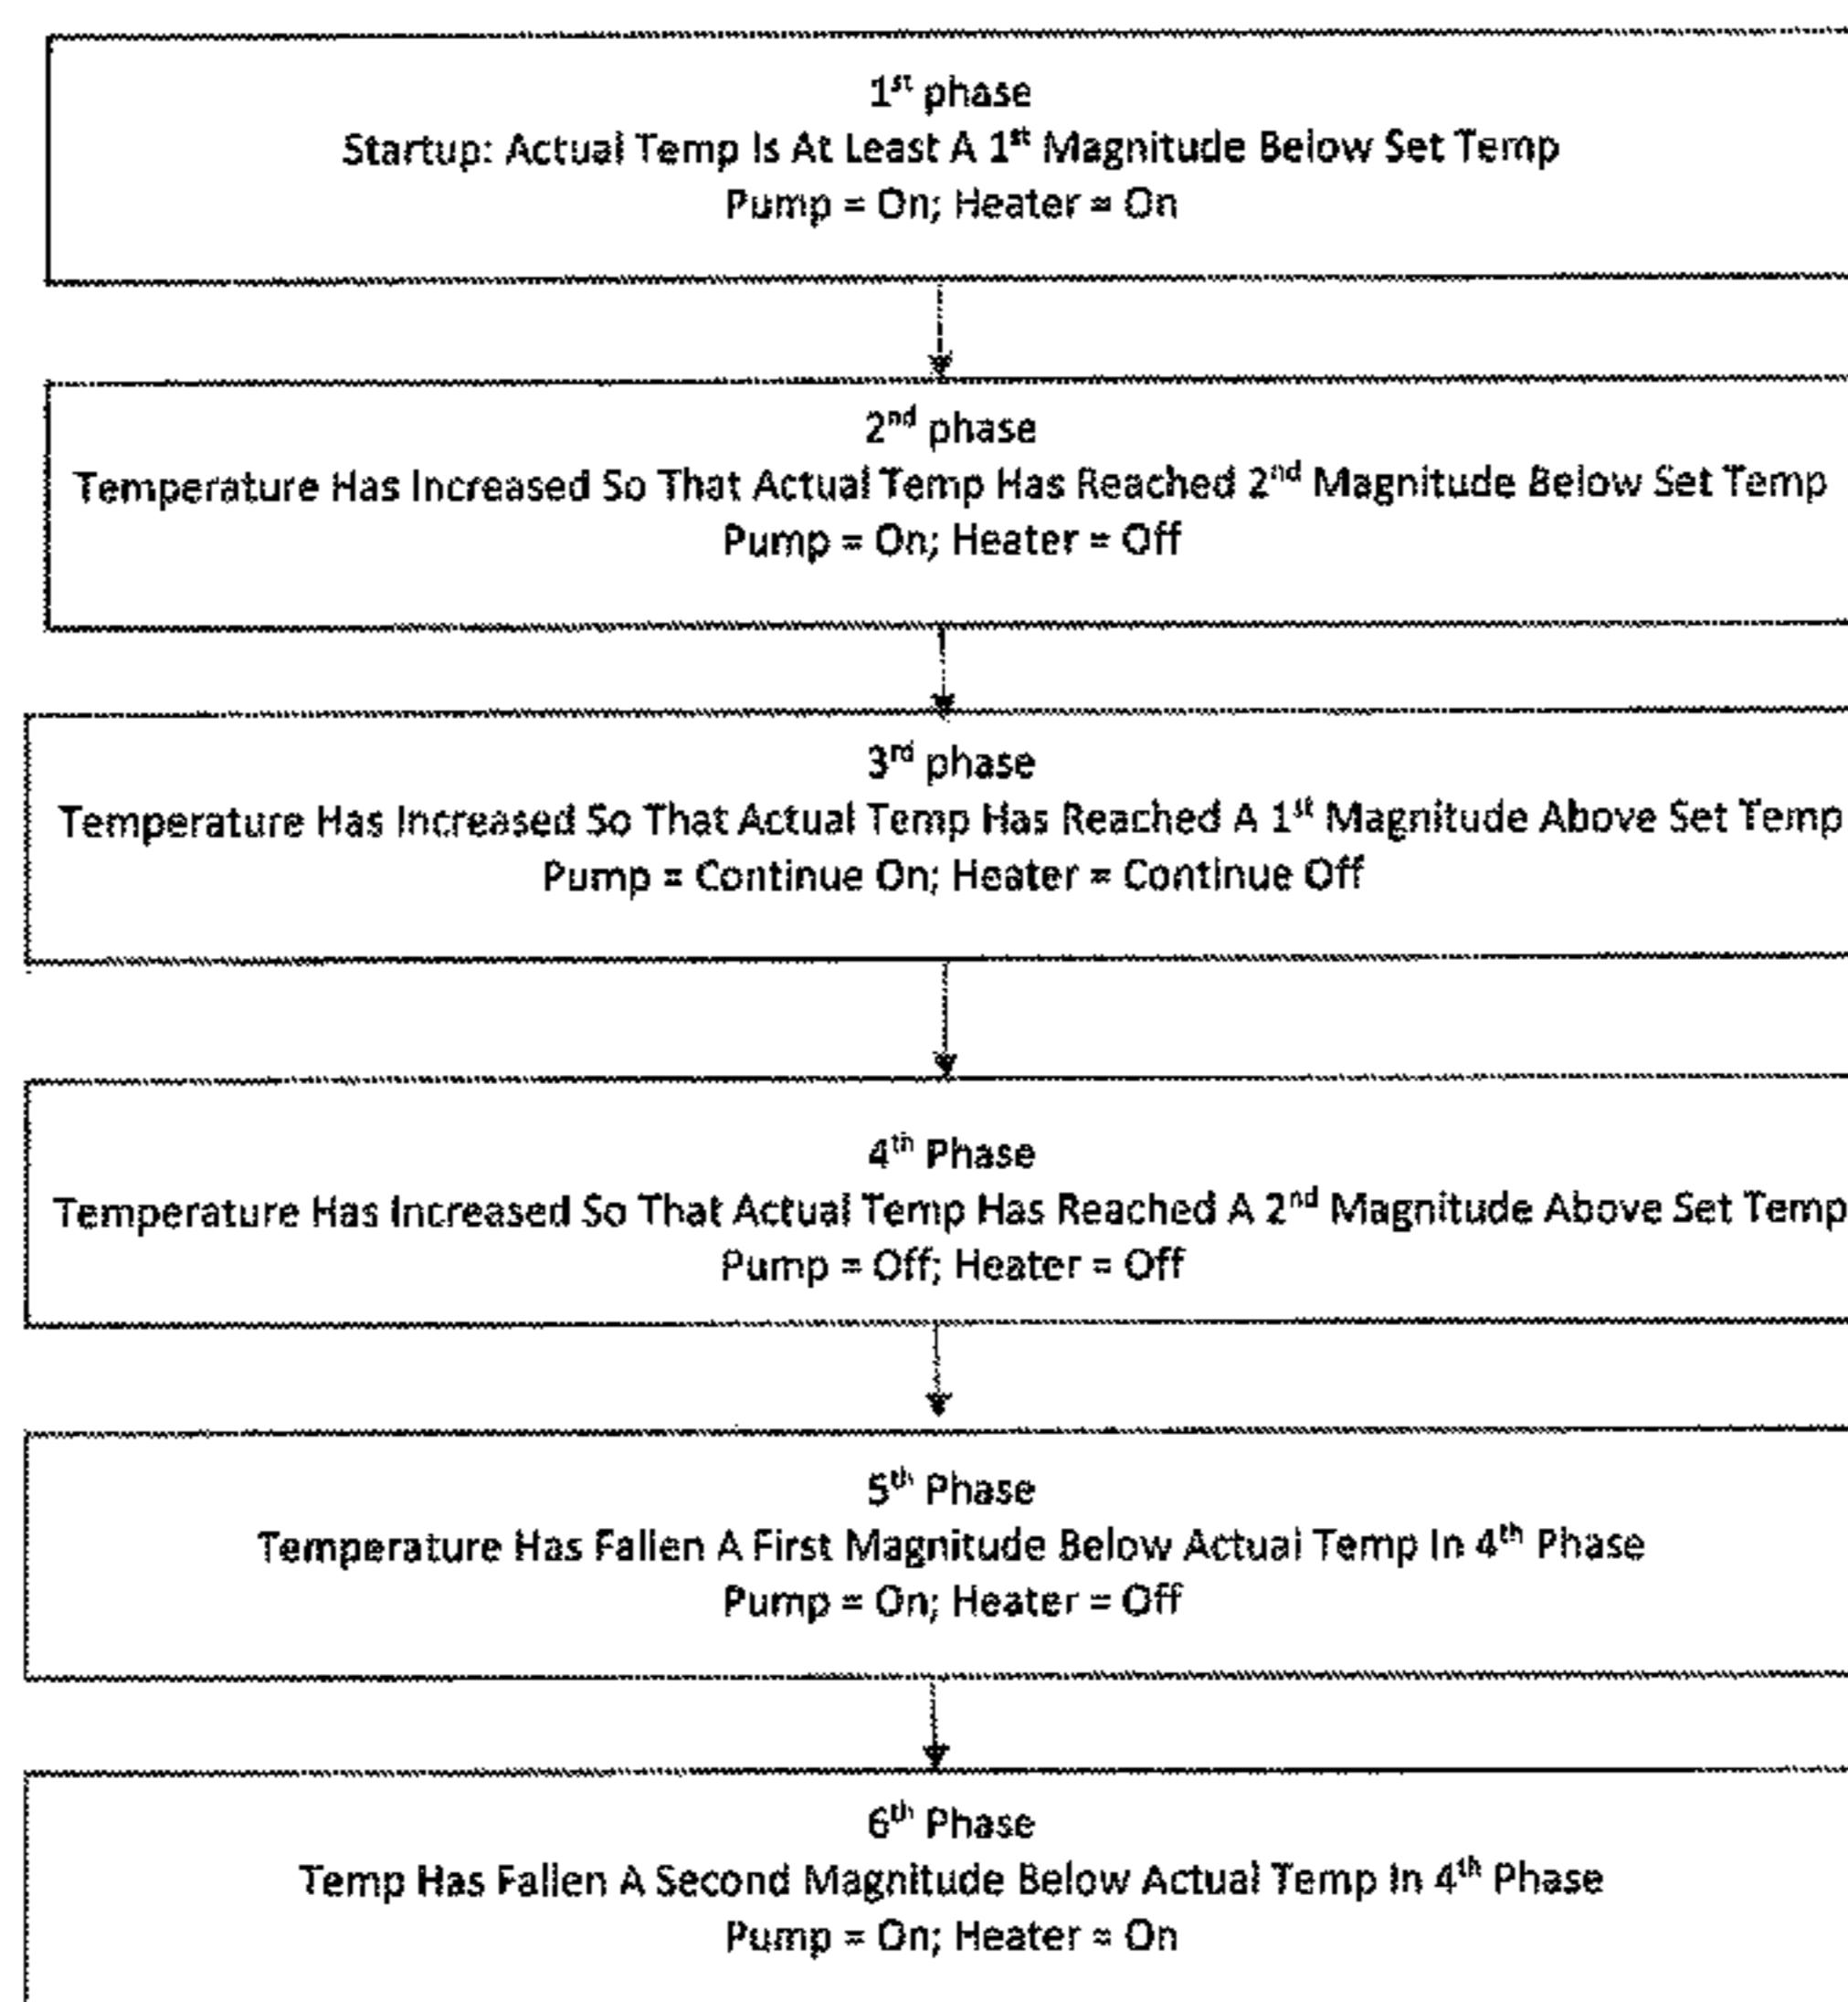 1st phase
Startup: Actual Temp Is At Least A 1st Magnitude Below Set Temp
Pump = On; Heater = On
2nd phase
Temperature Has Increased So That Actual Temp Has Reached 2nd Magnitude Below Set Temp
Pump = On; Heater = Off
3rd phase
Temperature Has Increased So That Actual Temp Has Reached A 1st Magnitude Above Set Temp
Pump = Continue On; Heater = Continue Off
4th Phase
Temperature Has Increased So That Actual Temp Has Reached A 2nd Magnitude Above Set Temp
Pump = Off; Heater = Off
5th Phase
Temperature Has Fallen A First Magnitude Below Actual Temp In 4th Phase
Pump = On; Heater = Off
6th Phase
Temp Has Fallen A Second Magnitude Below Actual Temp In 4th Phase
Pump = On; Heater = On